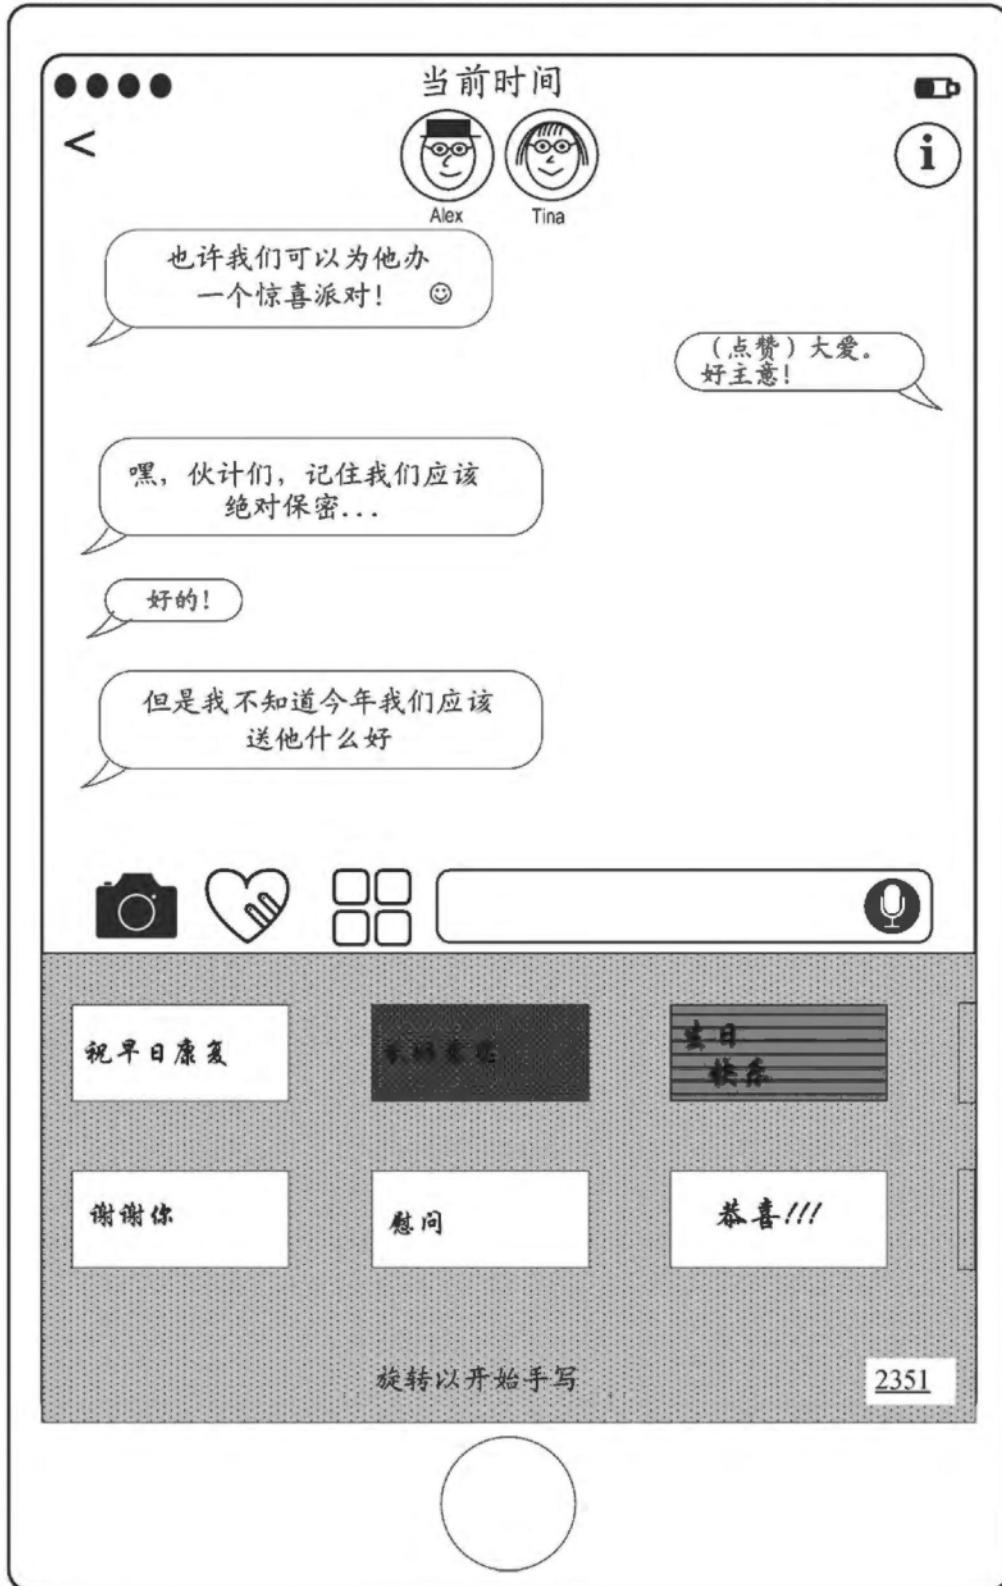 当前时间
<
i
Alex
Tina
也许我们可以为他办
一个惊喜派对！ ☺
（点赞）大爱。
好主意！
嘿，伙计们，记住我们应该
绝对保密...
好的！
但是我不知道今年我们应该
送他什么好
祝早日康复
生日
快乐
谢谢你
慰问
恭喜!!!
旋转以开始手写
2351